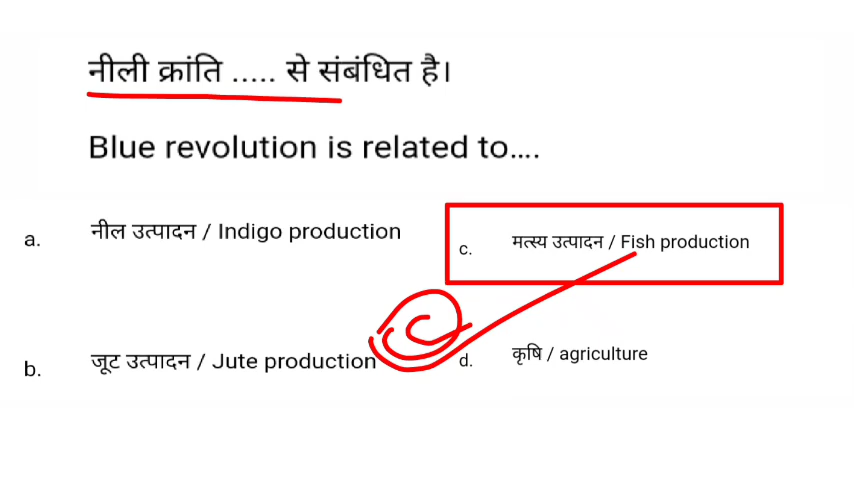 नीली क्रांति ..... से संबंधित है।
Blue revolution is related to....
a. नील उत्पादन / Indigo production
c. मत्स्य उत्पादन / Fish production
b. जूट उत्पादन / Jute production
d. कृषि / agriculture